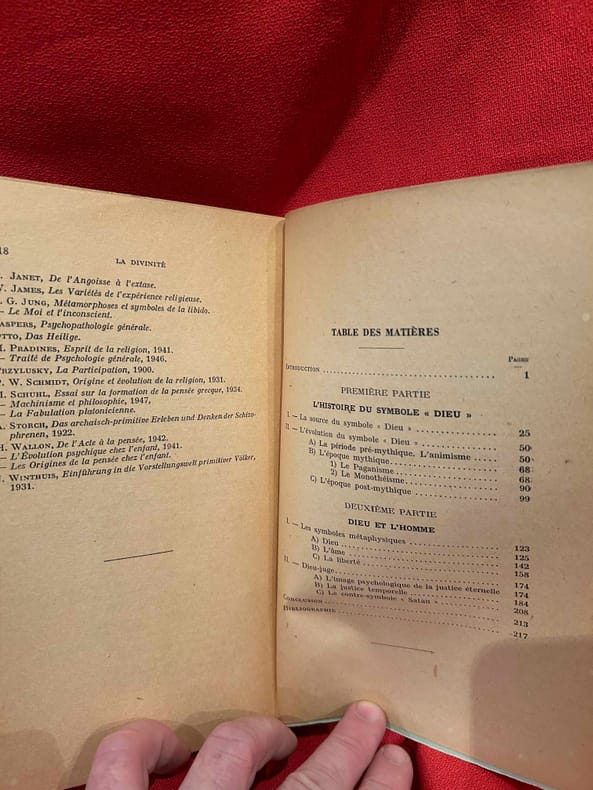 18
LA DIVINITÉ
JANET, De l'Angoisse à l'extase.
JAMES, Les Variétés de l'expérience religieuse.
G. JUNG, Métamorphoses et symboles de la libido.
— Le Moi et l'inconscient.
ASPERS, Psychopathologie générale.
OTTO, Das Heilige.
M. PRADINES, Esprit de la religion, 1941.
— Traité de Psychologie générale, 1946.
RZYLUSKY, La Participation, 1900.
P. W. SCHMIDT, Origine et évolution de la religion, 1931.
M. SCHUHL, Essai sur la formation de la pensée grecque, 1934.
— Machinisme et philosophie, 1947,
— La Fabulation platonicienne.
A. STORCH, Das archaisch-primitive Erleben und Denken der Schizo-
phrenen, 1922.
H. WALLON, De l'Acte à la pensée, 1942.
— L'Évolution psychique chez l'enfant, 1941.
— Les Origines de la pensée chez l'enfant.
WINTHUIS, Einführung in die Vorstellungswelt primitiver Völker,
1931.
TABLE DES MATIÈRES
PAGES
INTRODUCTION 1
PREMIÈRE PARTIE
L'HISTOIRE DU SYMBOLE « DIEU »
I. — La source du symbole « Dieu » 25
II. — L'évolution du symbole « Dieu » 50
A) La période pré-mythique. L'animisme 50
B) L'époque mythique 68
1) Le Paganisme 68
2) Le Monothéisme 90
C) L'époque post-mythique 99
DEUXIÈME PARTIE
DIEU ET L'HOMME
I. — Les symboles métaphysiques 123
A) Dieu 125
B) L'âme 142
C) La liberté 158
II. — Dieu-juge 174
A) L'image psychologique de la justice éternelle 174
B) La justice temporelle 184
C) Le contre-symbole « Satan » 208
CONCLUSION 213
BIBLIOGRAPHIE 217